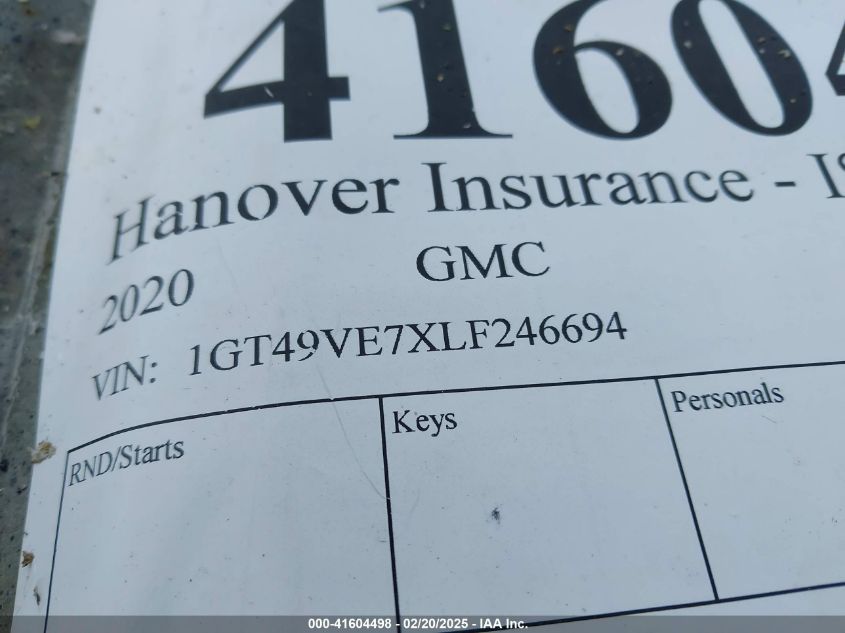 4160
Hanover Insurance -
2020 GMC
VIN: 1GT49VE7XLF246694
RND/Starts Keys Personals
000-41604498 - 02/20/2025 - IAA Inc.